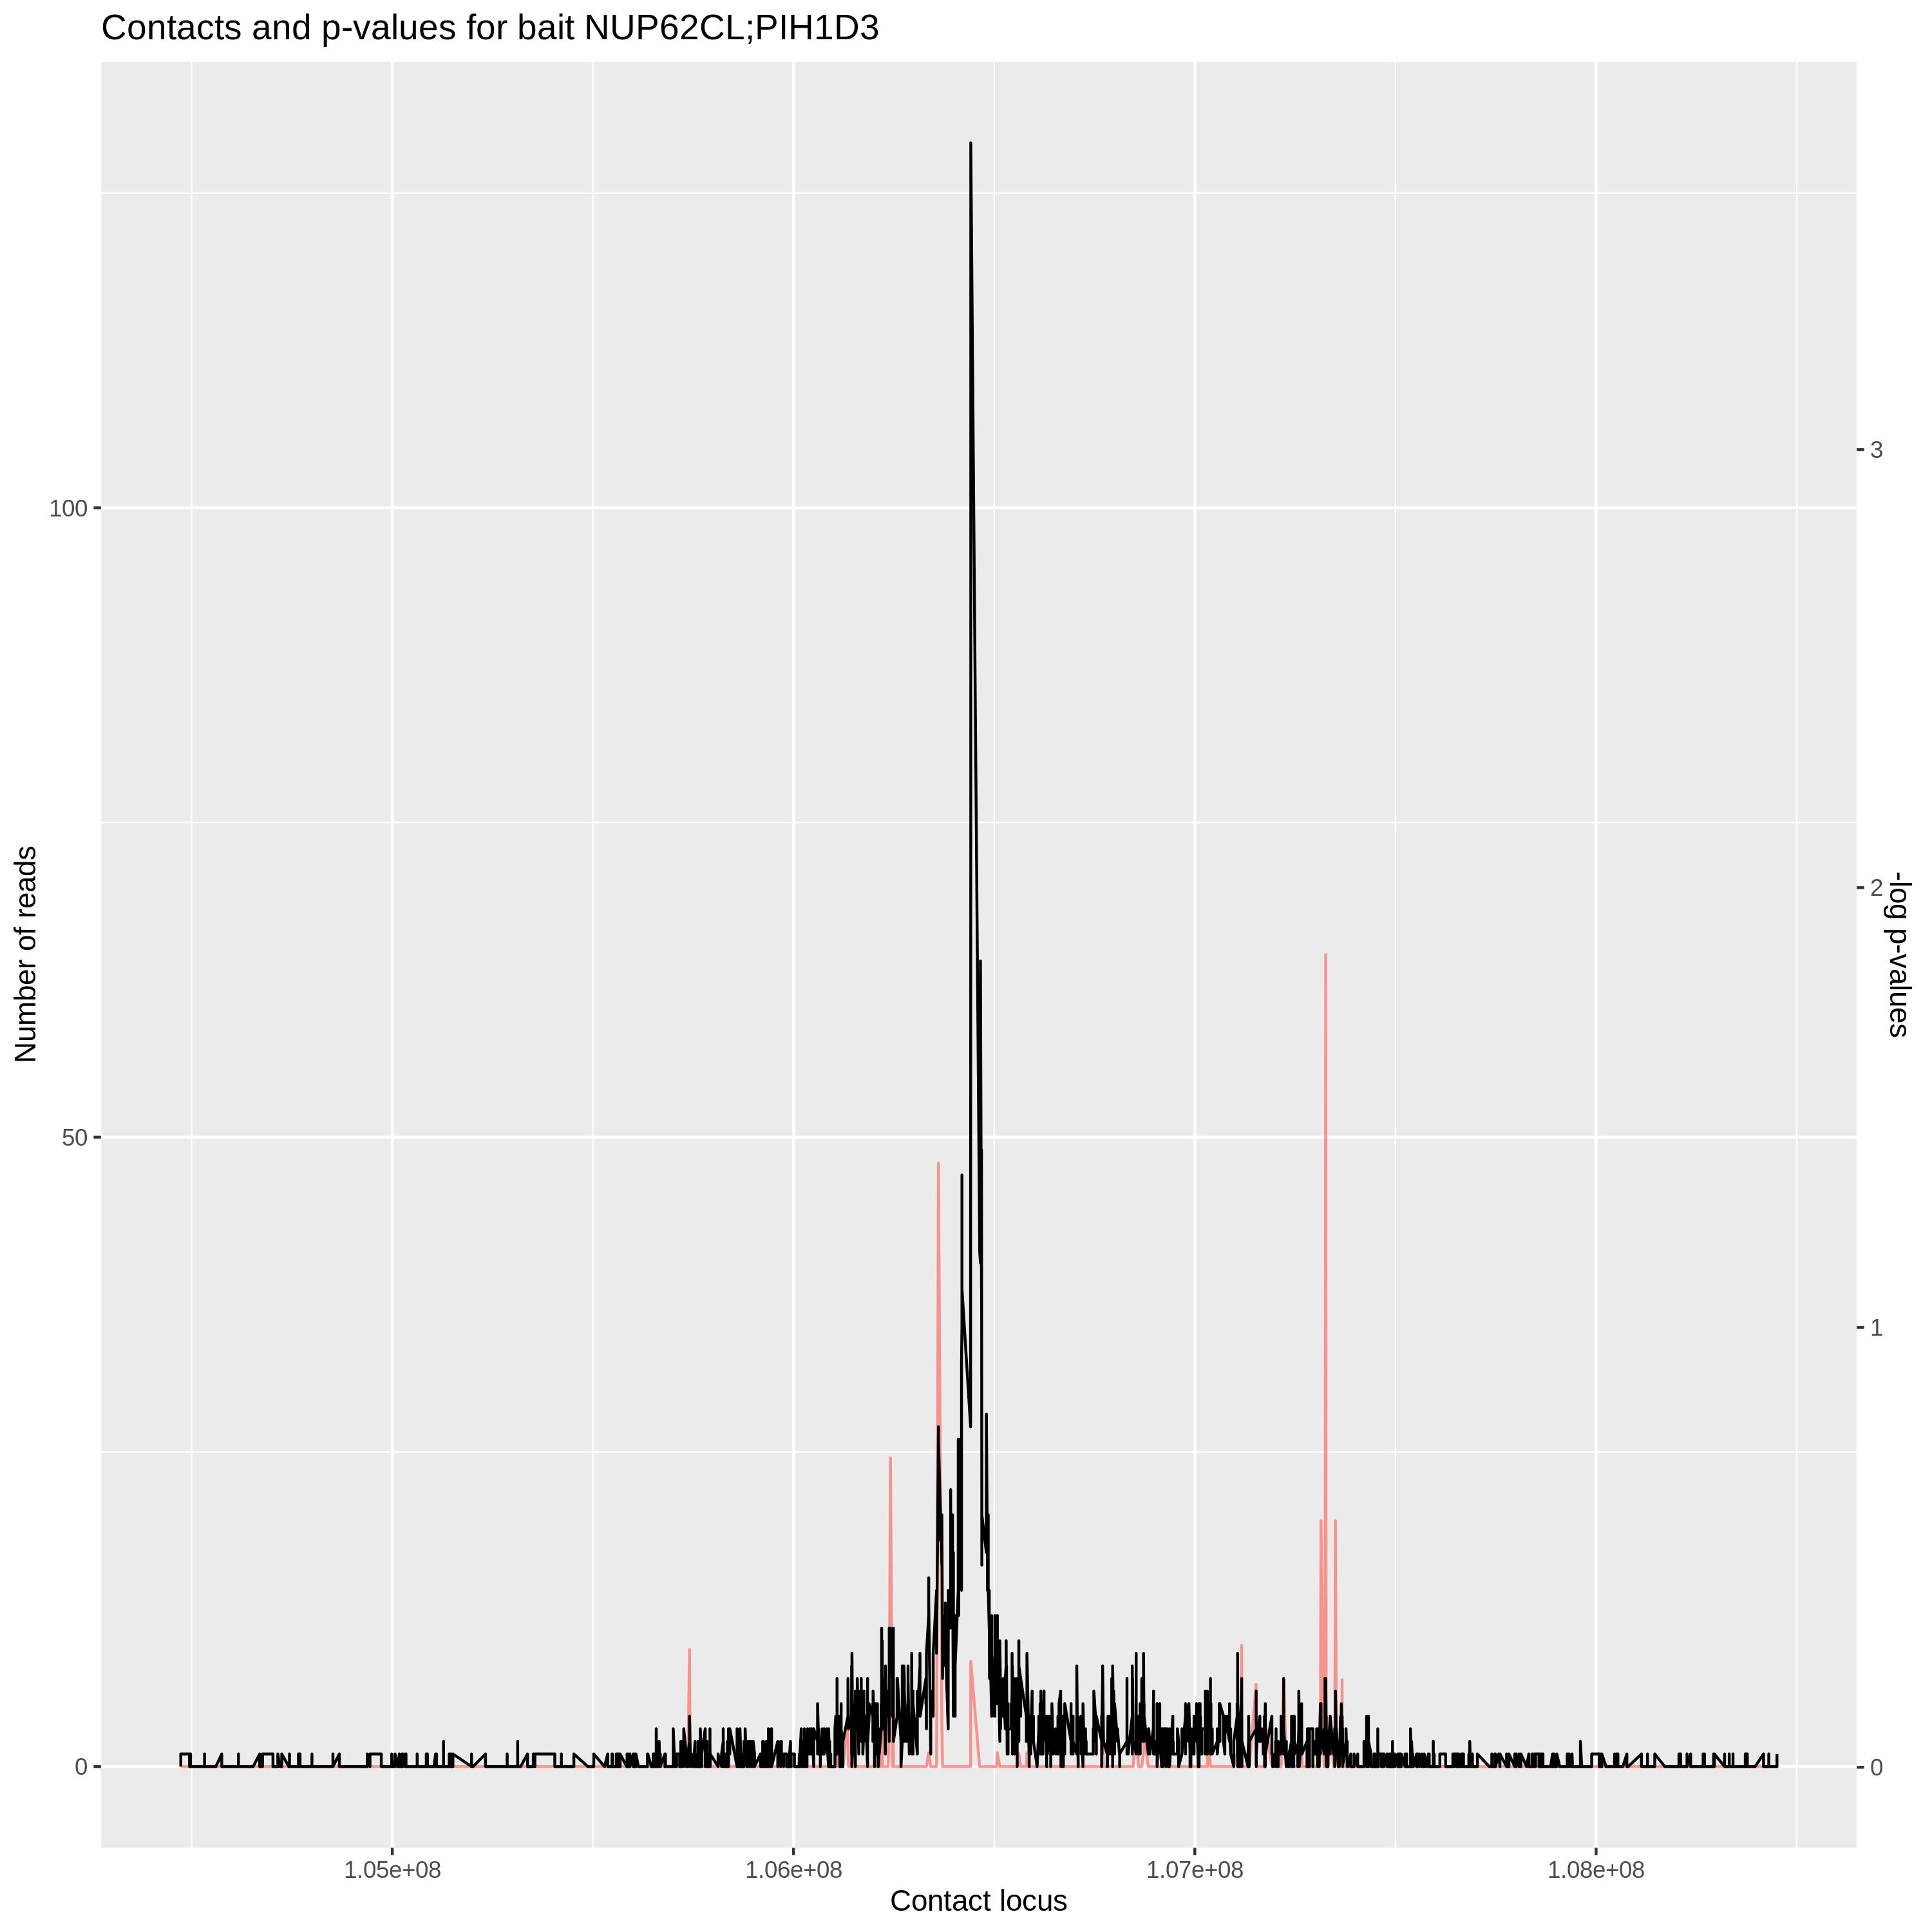 Contacts and p-values for bait NUP62CL;PIH1D3
Number of reads
100
50
0
3
2
1
0
-log p-values
1.05e+08
1.06e+08
1.07e+08
1.08e+08
Contact locus